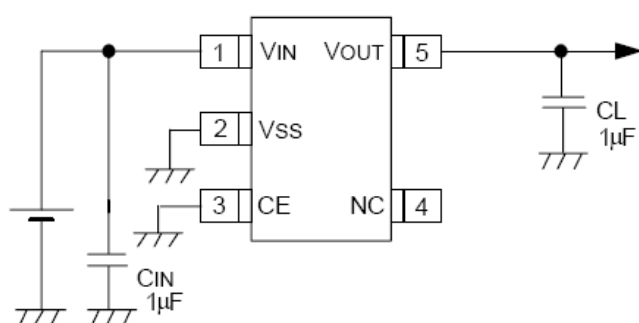 1 VIN VOUT 5
2 VSS
3 CE NC 4
CL
1µF
CIN
1µF